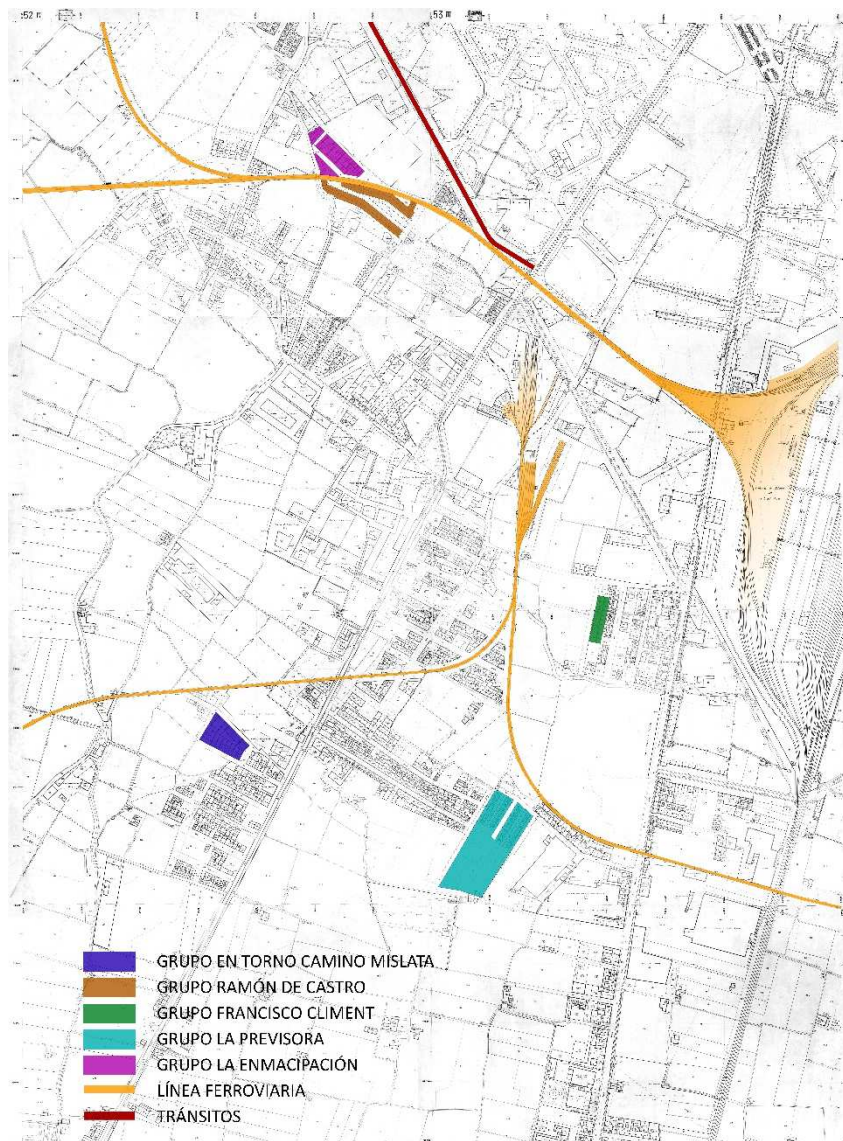 GRUPO EN TORNO CAMINO MISLATA
GRUPO RAMÓN DE CASTRO
GRUPO FRANCISCO CLIMENT
GRUPO LA PREVISORA
GRUPO LA ENMACIPACIÓN
LÍNEA FERROVIARIA
TRÁNSITOS